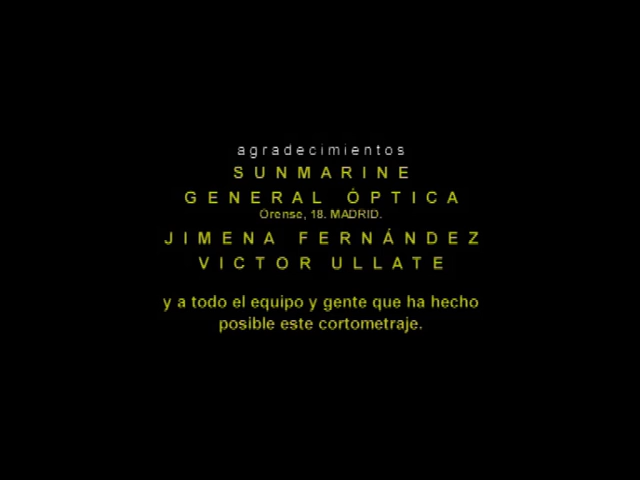 agradecimientos
SUNMARINE
GENERAL ÓPTICA
Orense, 18. MADRID.
JIMENA FERNÁNDEZ
VICTOR ULLATE
y a todo el equipo y gente que ha hecho
posible este cortometraje.